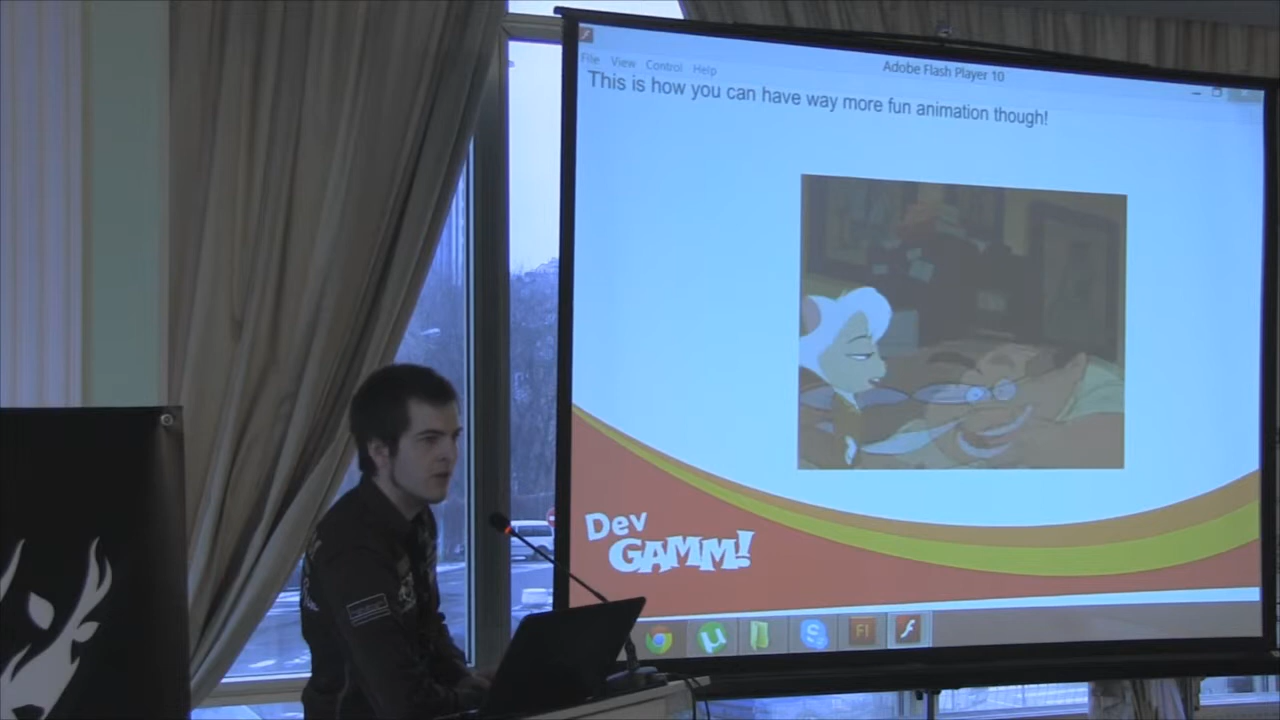 Adobe Flash Player 10
File View Control Help
This is how you can have way more fun animation though!
Dev
GAMM!
Fl